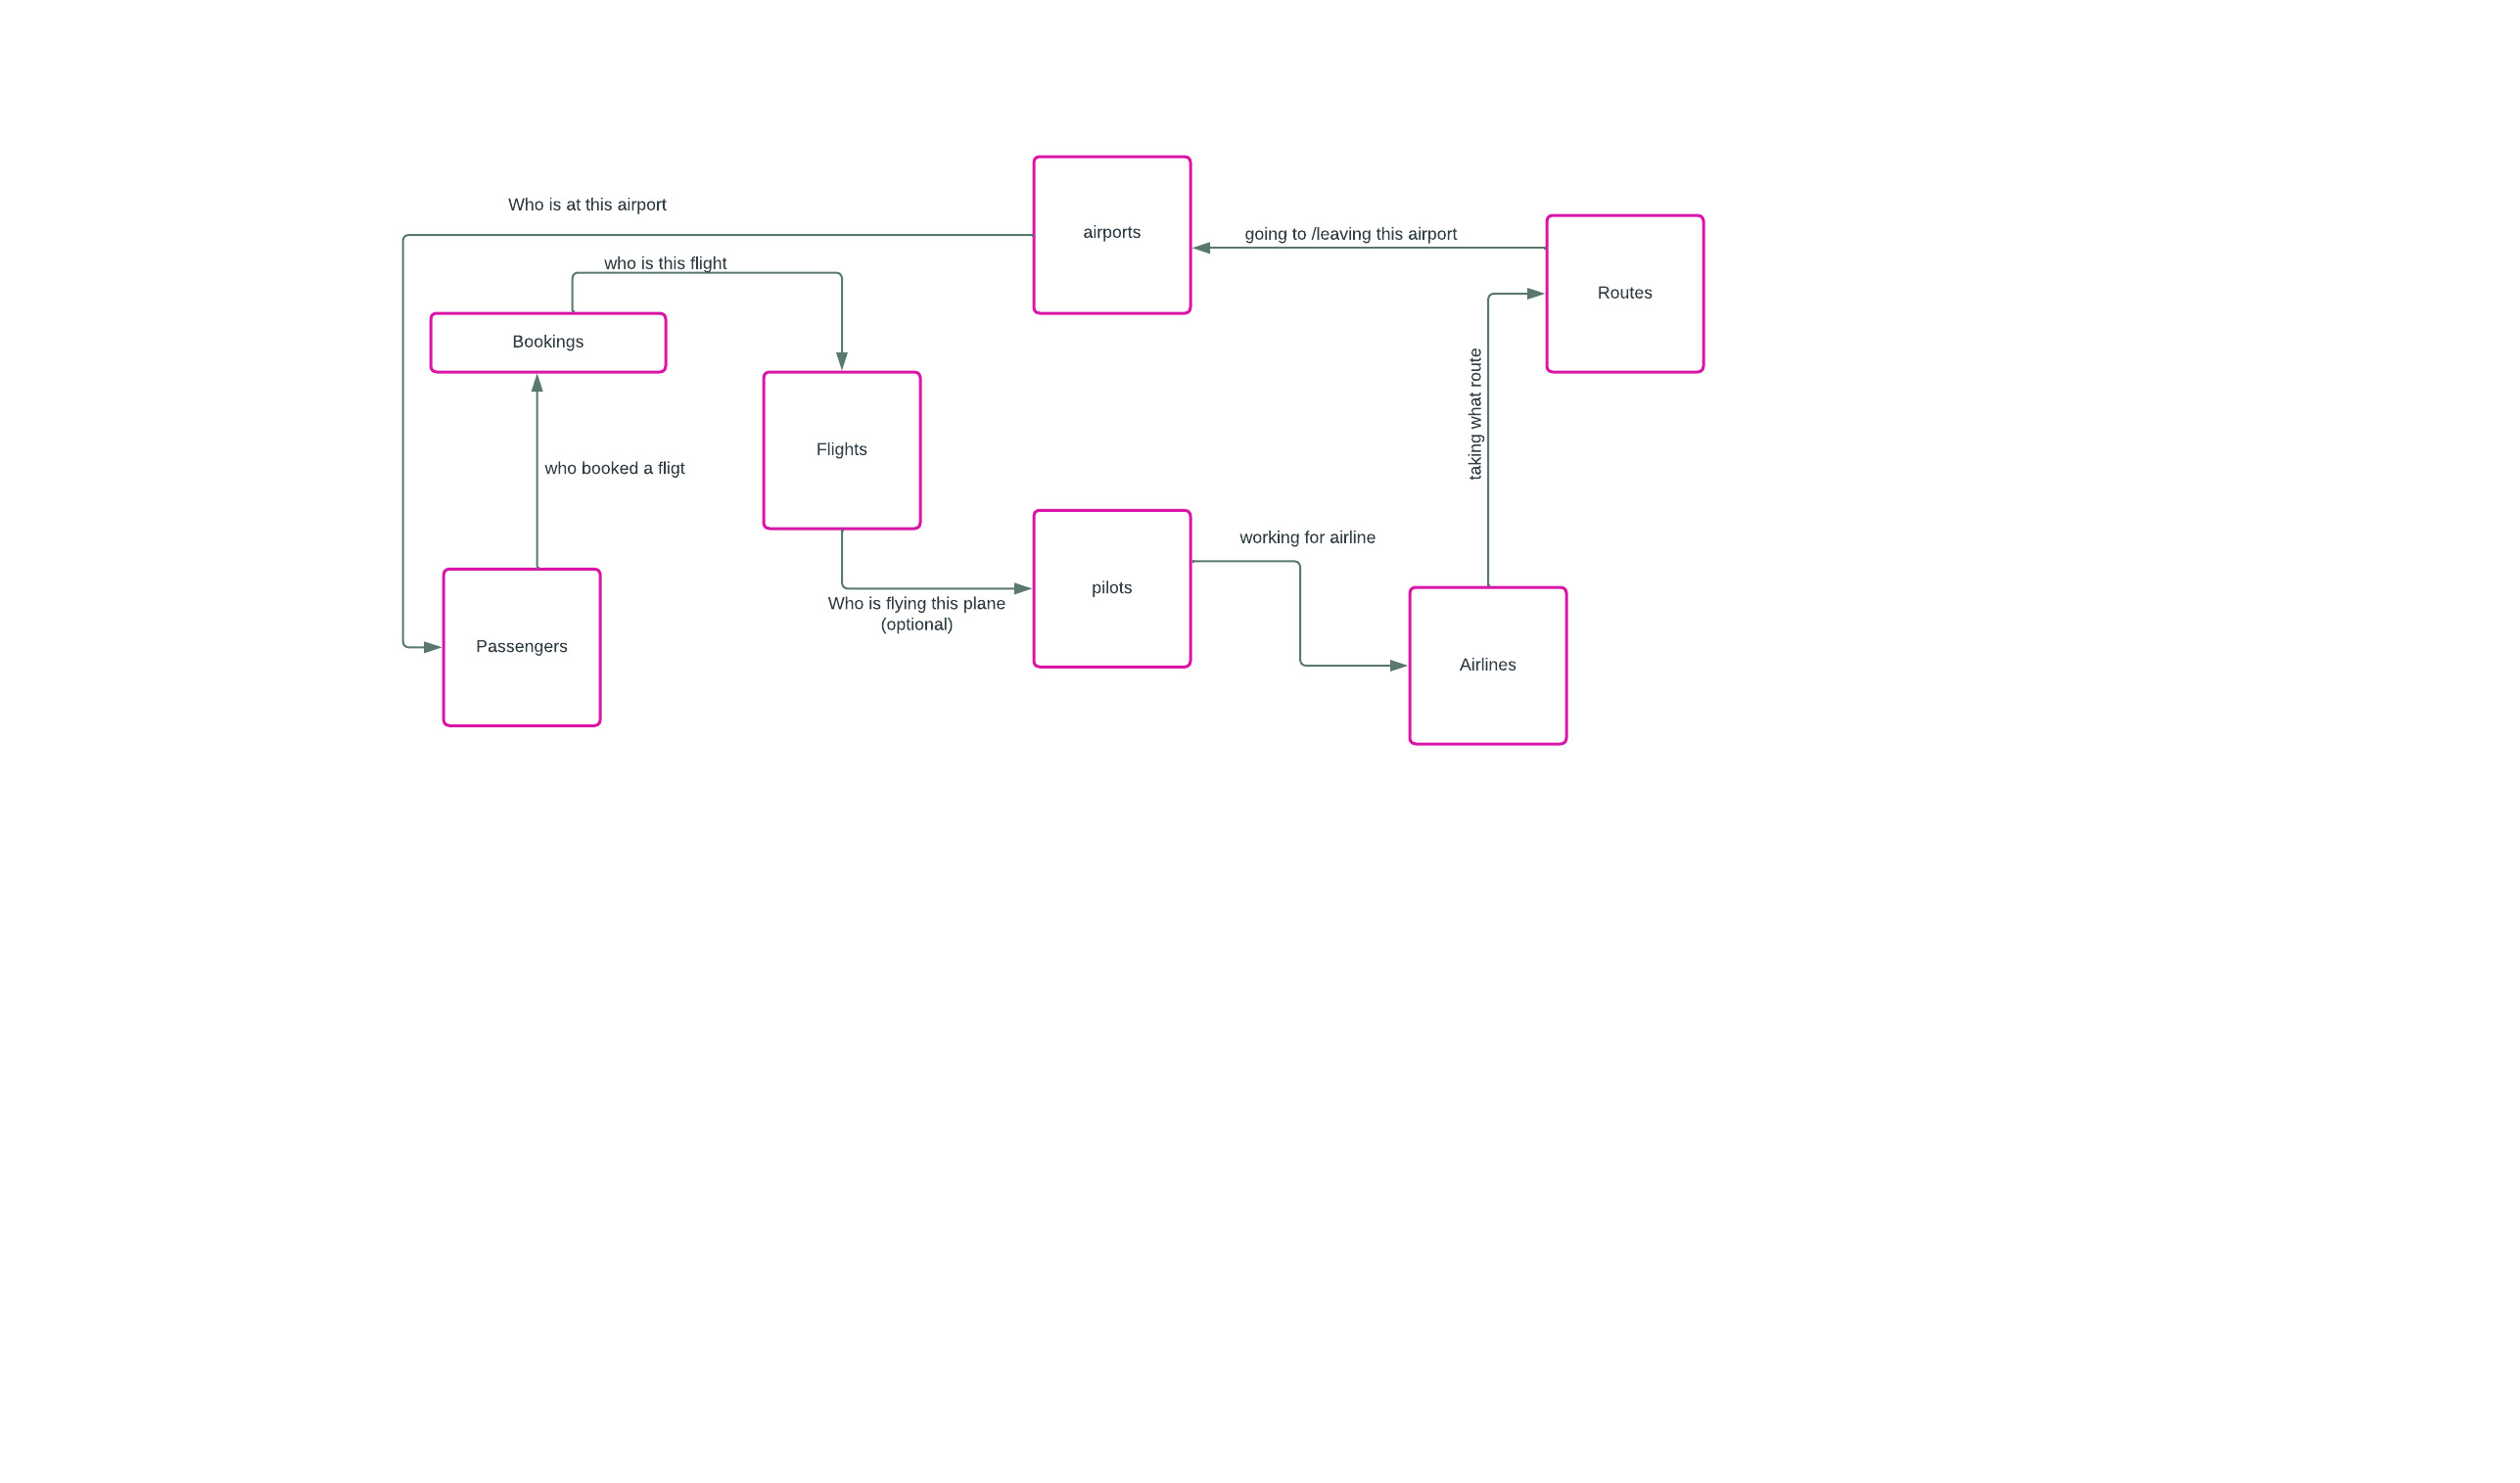 airports
Who is at this airport
going to /leaving this airport
who is this flight
Routes
Bookings
taking what route
Flights
who booked a fligt
working for airline
pilots
Who is flying this plane
(optional)
Passengers
Airlines